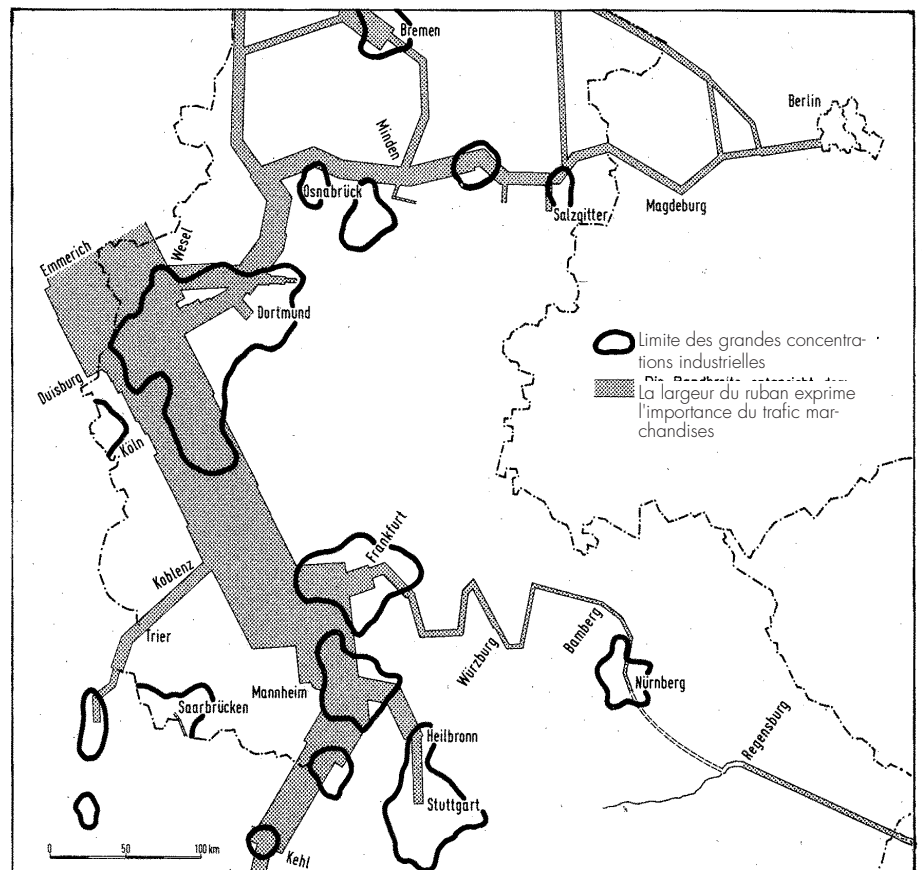 Bremen
Berlin
Minden
Osnabrück
Salzgitter
Magdeburg
Wesel
Emmerich
Dortmund
Limite des grandes concentra-
tions industrielles
La largeur du ruban exprime
l'importance du trafic mar-
chandises
Duisburg
Köln
Frankfurt
Koblenz
Trier
Würzburg
Bamberg
Mannheim
Saarbrücken
Nürnberg
Heilbronn
Regensburg
Stuttgart
Kehl
0 50 100 km